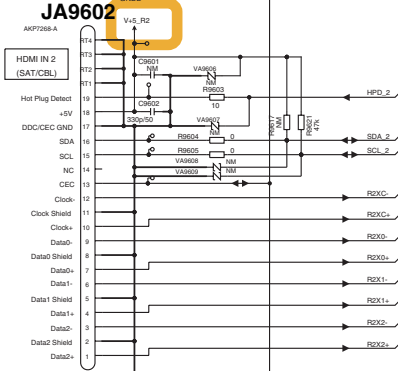 JA9602
V+5_R2
AKP7268-A
RT4
RT3
RT2
RT1
HDMI IN 2
(SAT/CBL)
C9601
NM
VA9606
NM
R9603
10
Hot Plug Detect 19
HPD_2
+5V 18
C9602
330p/50
VA9607
NM
DDC/CEC GND 17
R9617
NM
R9621
47k
SDA 16
R9604 0
SDA_2
SCL 15
R9605 0
SCL_2
NC 14
VA9608 NM
VA9609 NM
CEC 13
Clock- 12
R2XC-
Clock Shield 11
Clock+ 10
R2XC+
Data0- 9
R2X0-
Data0 Shield 8
Data0+ 7
R2X0+
Data1- 6
R2X1-
Data1 Shield 5
Data1+ 4
R2X1+
Data2- 3
R2X2-
Data2 Shield 2
Data2+ 1
R2X2+